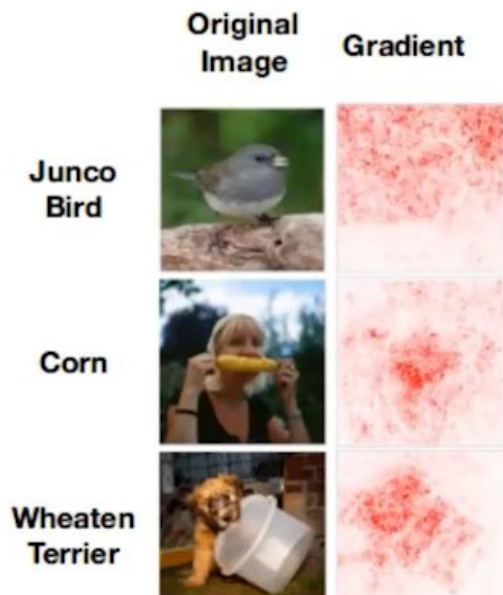 Original
Image
Gradient
Junco
Bird
Corn
Wheaten
Terrier